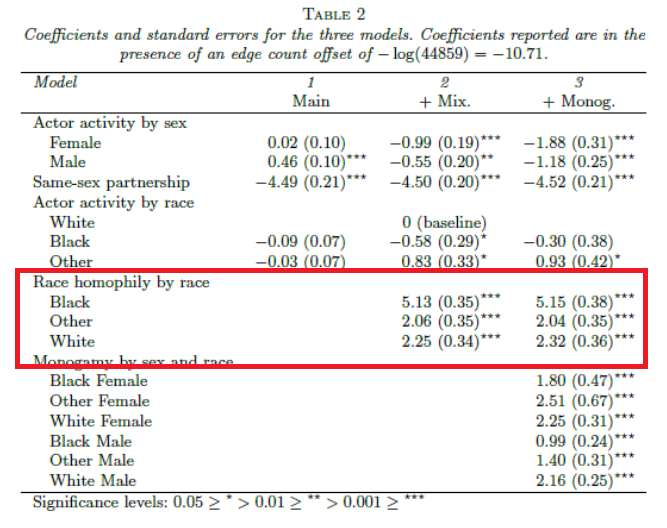 TABLE 2
Coefficients and standard errors for the three models. Coefficients reported are in the
presence of an edge count offset of − log(44859) = −10.71.
Model 1 2 3
Main + Mix. + Monog.
Actor activity by sex
Female 0.02 (0.10) −0.99 (0.19)*** −1.88 (0.31)***
Male 0.46 (0.10)*** −0.55 (0.20)** −1.18 (0.25)***
Same-sex partnership −4.49 (0.21)*** −4.50 (0.20)*** −4.52 (0.21)***
Actor activity by race
White 0 (baseline)
Black −0.09 (0.07) −0.58 (0.29)* −0.30 (0.38)
Other −0.03 (0.07) 0.83 (0.33)* 0.93 (0.42)*
Race homophily by race
Black 5.13 (0.35)*** 5.15 (0.38)***
Other 2.06 (0.35)*** 2.04 (0.35)***
White 2.25 (0.34)*** 2.32 (0.36)***
Monogamy by sex and race
Black Female 1.80 (0.47)***
Other Female 2.51 (0.67)***
White Female 2.25 (0.31)***
Black Male 0.99 (0.24)***
Other Male 1.40 (0.31)***
White Male 2.16 (0.25)***
Significance levels: 0.05 ≥ * > 0.01 ≥ ** > 0.001 ≥ ***